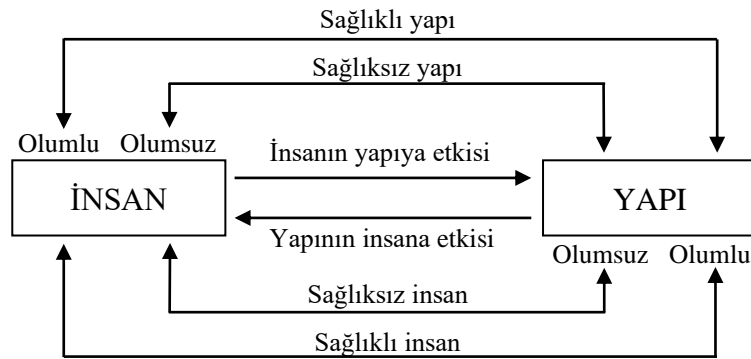 Sağlıklı yapı
Sağlıksız yapı
Olumlu Olumsuz
İnsanın yapıya etkisi
İNSAN
YAPI
Yapının insana etkisi
Olumsuz Olumlu
Sağlıksız insan
Sağlıklı insan